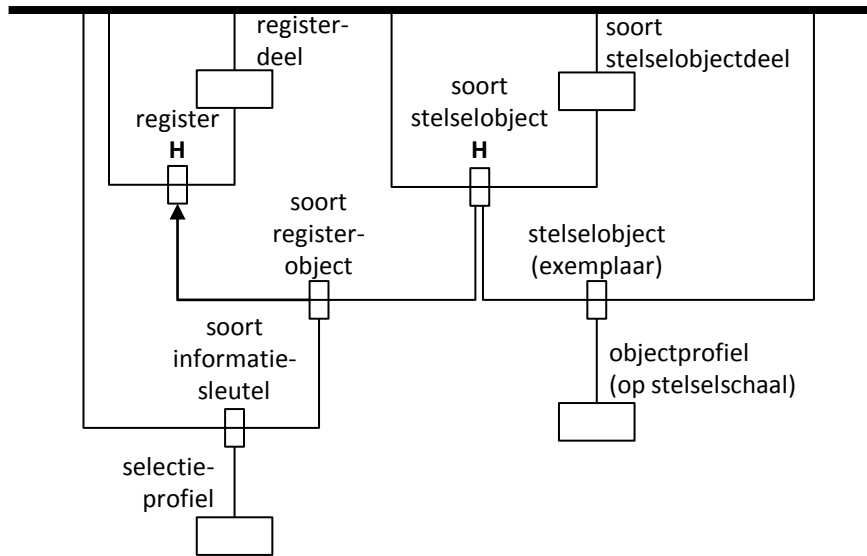 register-
deel
register
H
soort
stelselobjectdeel
soort
stelselobject
H
soort
register-
object
stelselobject
(exemplaar)
soort
informatie-
sleutel
objectprofiel
(op stelselschaal)
selectie-
profiel